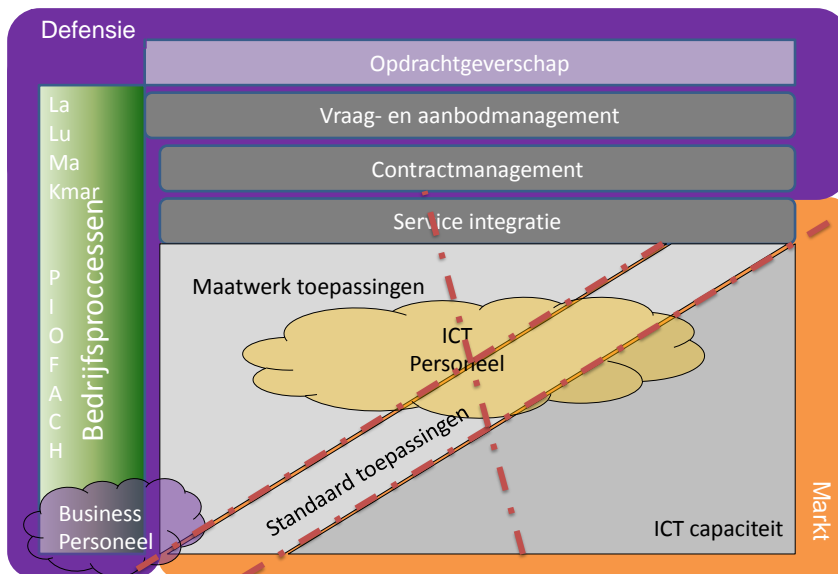 Defensie
Opdrachtgeverschap
Vraag- en aanbodmanagement
Contractmanagement
Service integratie
La
Lu
Ma
Kmar
P
I
O
F
A
C
H
Bedrijfsproccessen
Maatwerk toepassingen
ICT
Personeel
Standaard toepassingen
ICT capaciteit
Business
Personeel
Markt